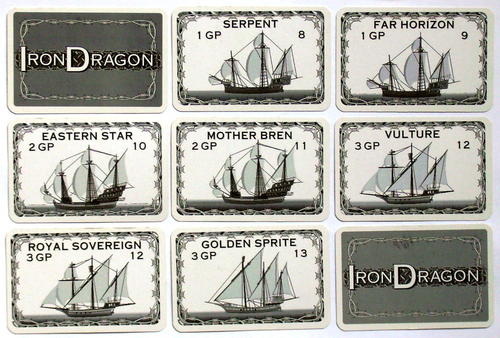 IRON DRAGON
SERPENT
1 GP 8
FAR HORIZON
1 GP 9
EASTERN STAR
2 GP 10
MOTHER BREN
2 GP 11
VULTURE
3 GP 12
ROYAL SOVEREIGN
3 GP 12
GOLDEN SPRITE
3 GP 13
IRON DRAGON